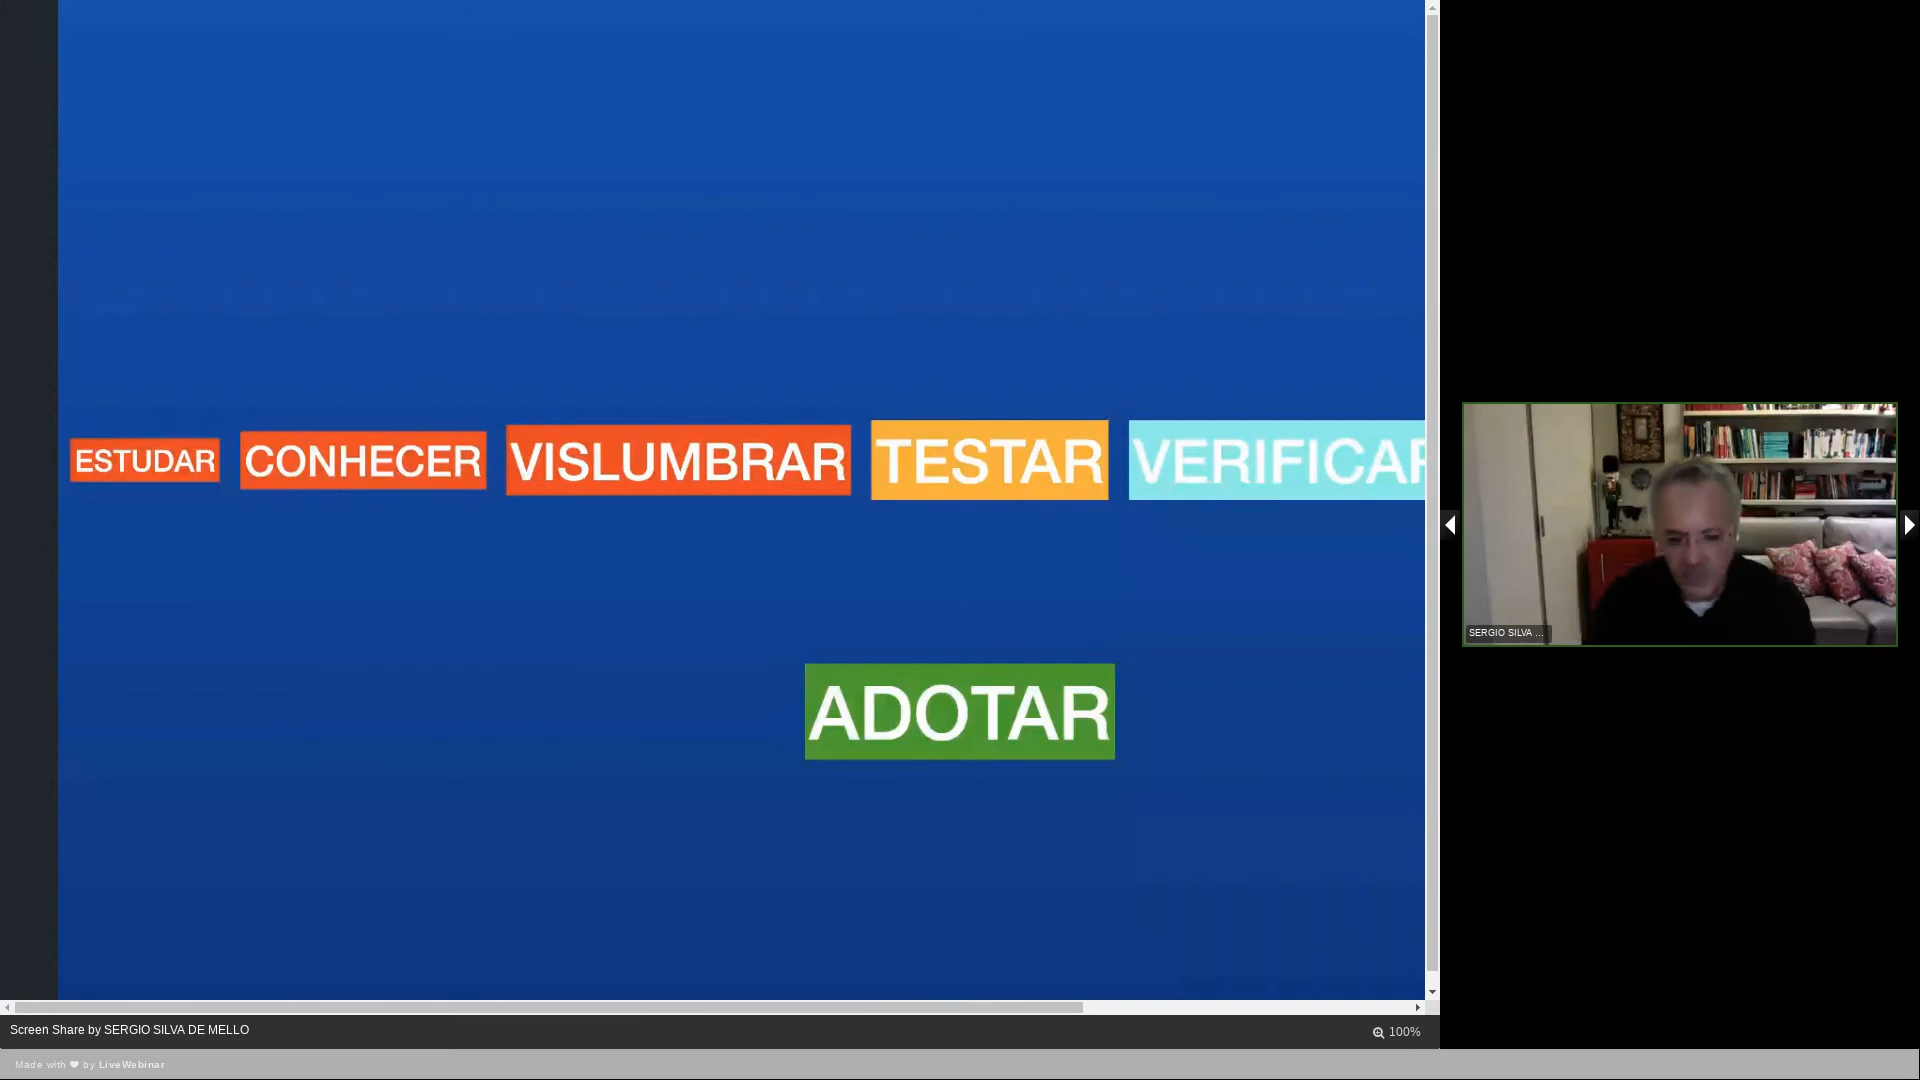 ESTUDAR CONHECER VISLUMBRAR TESTAR VERIFICAR
ADOTAR
SERGIO SILVA ...
Screen Share by SERGIO SILVA DE MELLO
100%
Made with ❤ by LiveWebinar